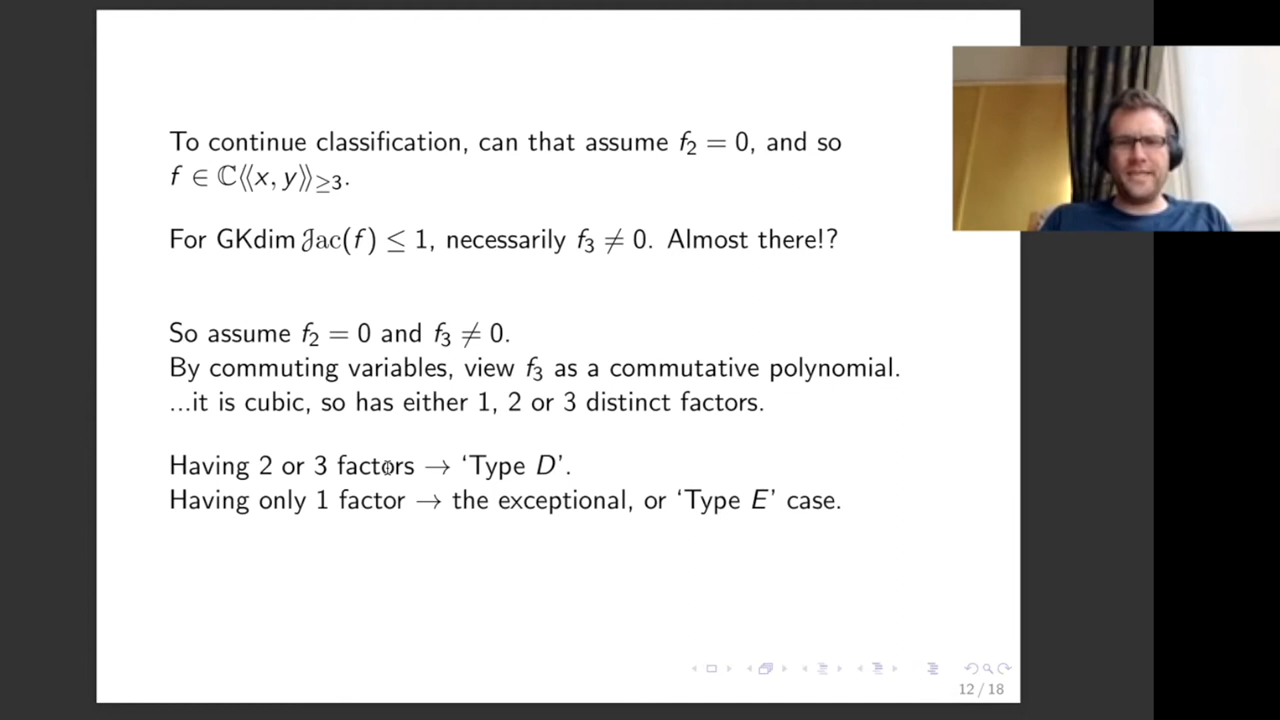 To continue classification, can that assume f₂ = 0, and so
f ∈ ℂ⟨⟨x, y⟩⟩≥₃.
For GKdim Jac(f) ≤ 1, necessarily f₃ ≠ 0. Almost there!?
So assume f₂ = 0 and f₃ ≠ 0.
By commuting variables, view f₃ as a commutative polynomial.
...it is cubic, so has either 1, 2 or 3 distinct factors.
Having 2 or 3 factors → ‘Type D’.
Having only 1 factor → the exceptional, or ‘Type E’ case.
12 / 18